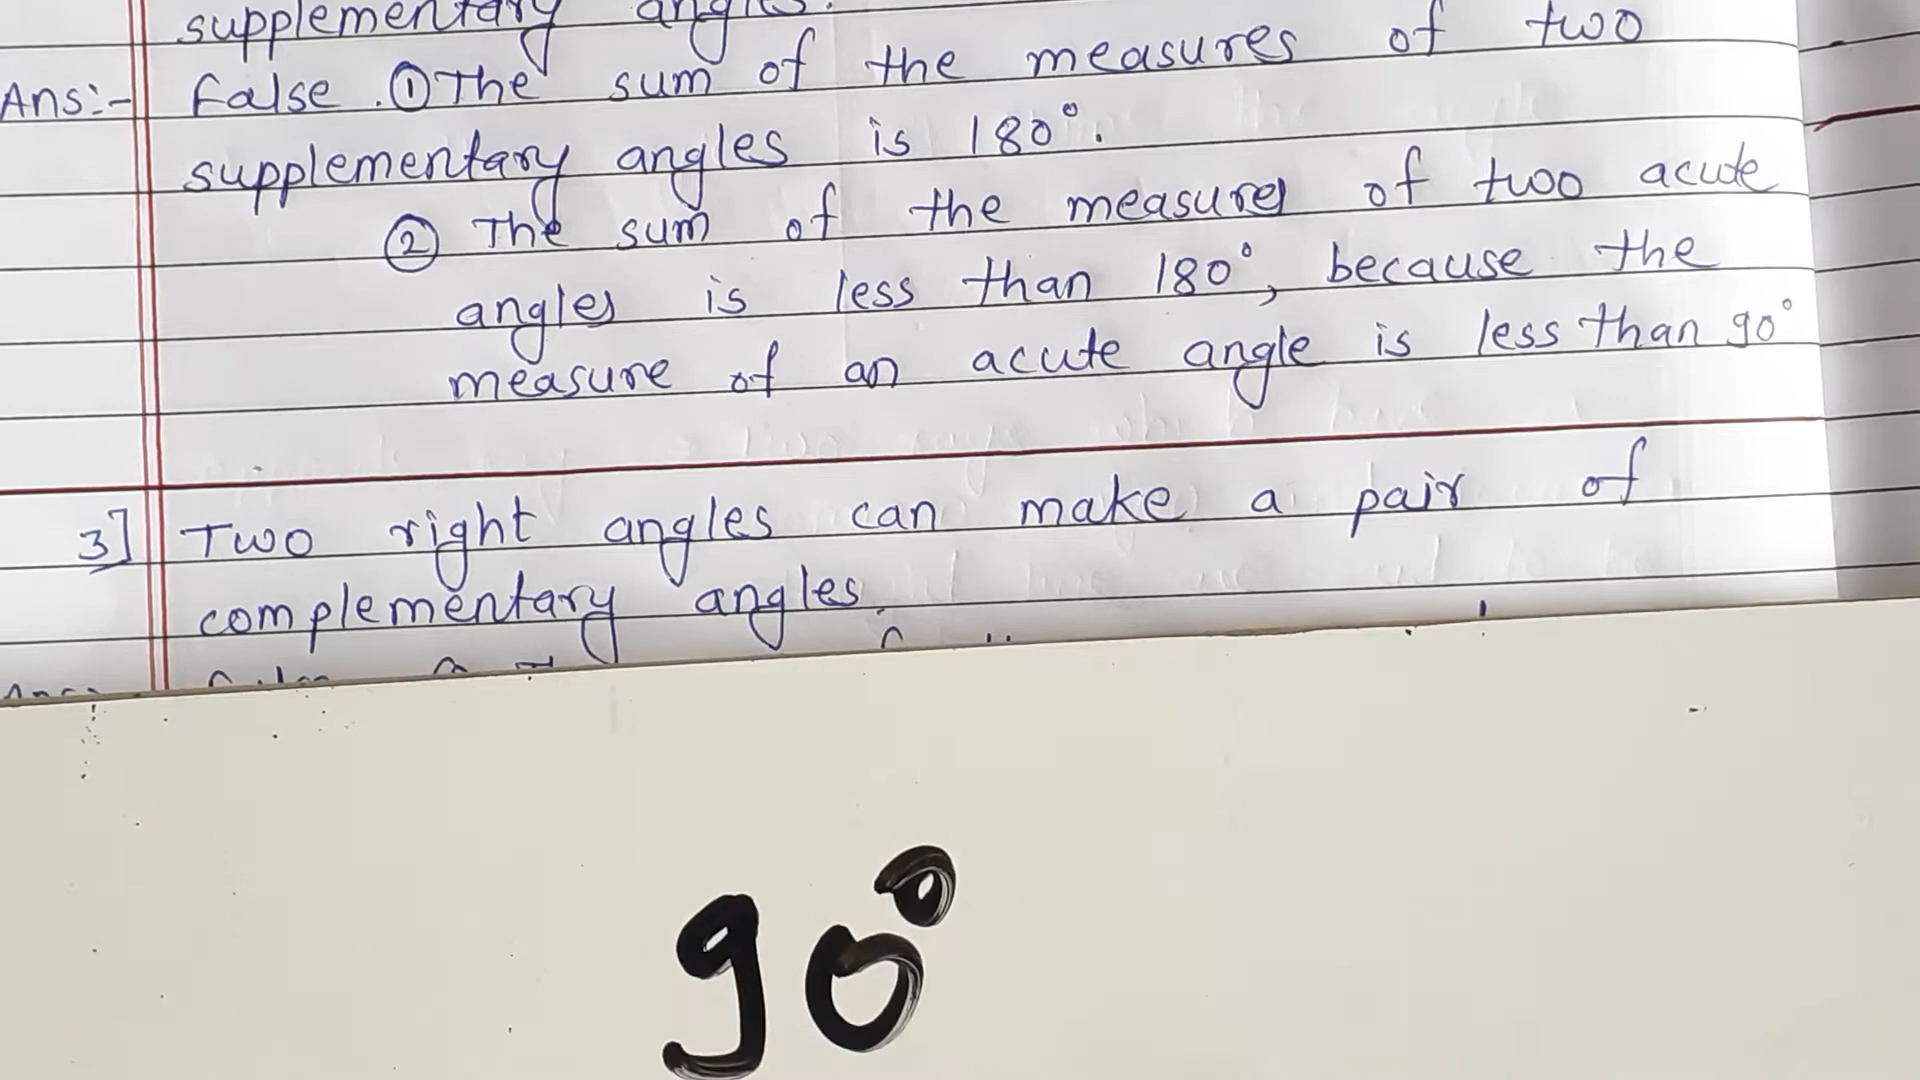 supplementary angles.
Ans:- False. ① The sum of the measures of two
supplementary angles is 180°.
② The sum of the measures of two acute
angles is less than 180°, because the
measure of an acute angle is less than 90°
3] Two right angles can make a pair of
complementary angles.
90°